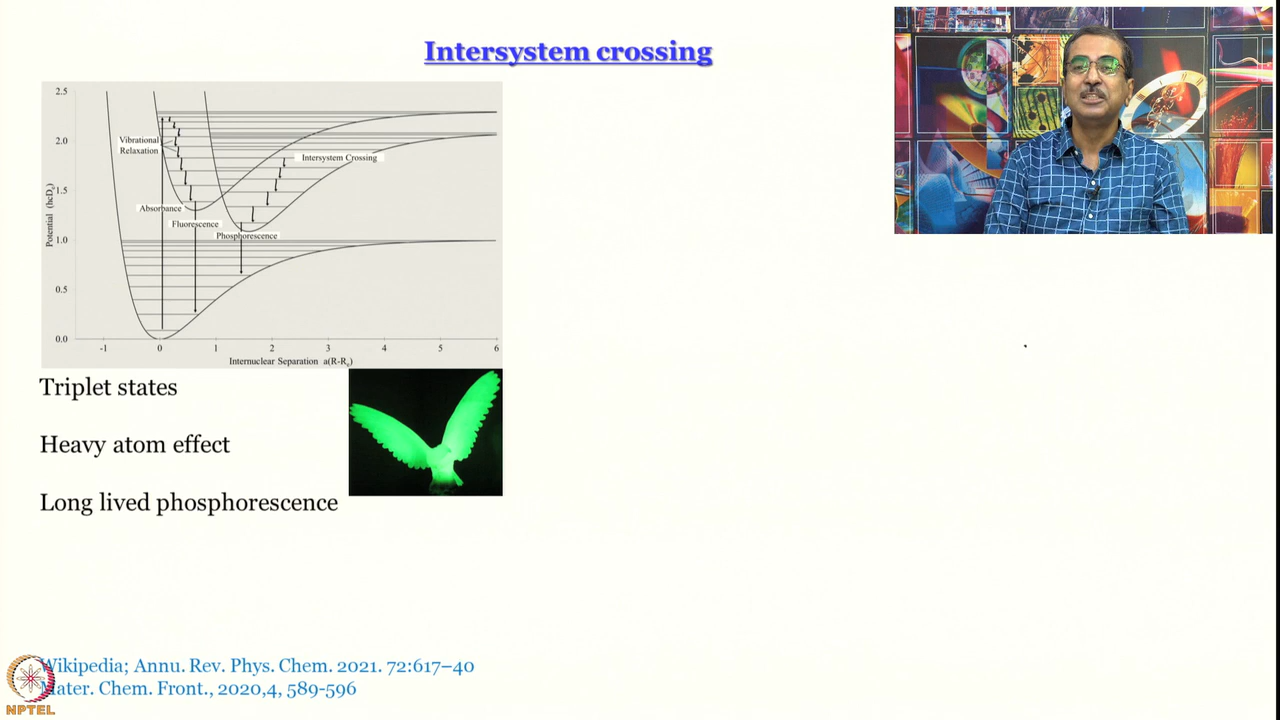 Intersystem crossing
2.5
2.0
1.5
1.0
0.5
0.0
Potential (hcDₑ)
Vibrational
Relaxation
Intersystem Crossing
Absorbance
Fluorescence
Phosphorescence
-1 0 1 2 3 4 5 6
Internuclear Separation a(R-Rₑ)
Triplet states
Heavy atom effect
Long lived phosphorescence
Wikipedia; Annu. Rev. Phys. Chem. 2021. 72:617–40
Mater. Chem. Front., 2020,4, 589-596
NPTEL